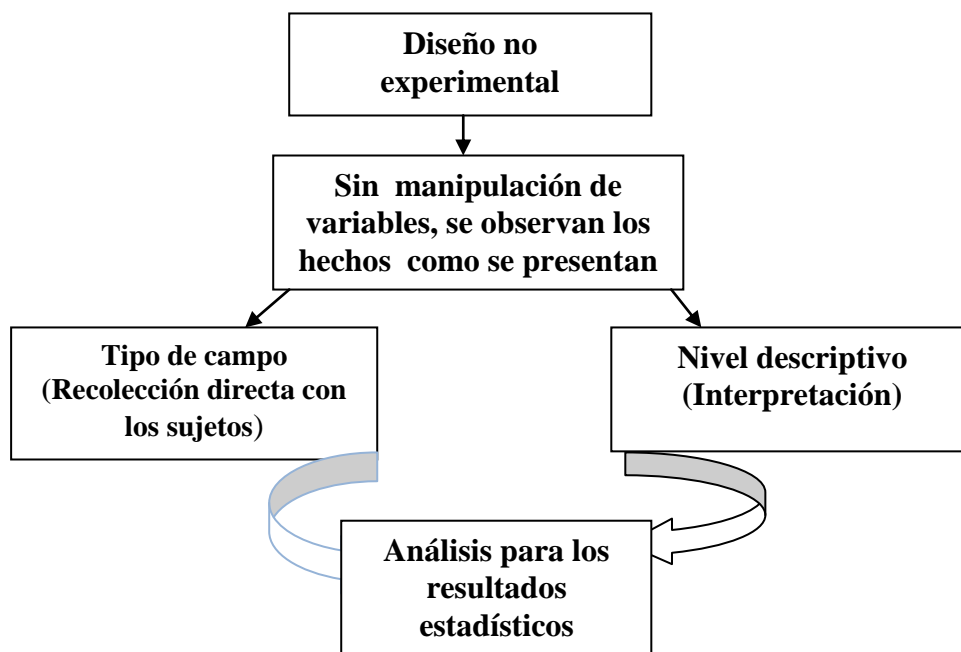 Diseño no
experimental
Sin manipulación de
variables, se observan los
hechos como se presentan
Tipo de campo
(Recolección directa con
los sujetos)
Nivel descriptivo
(Interpretación)
Análisis para los
resultados
estadísticos